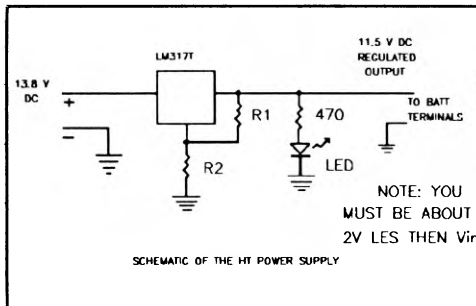 11.5 V DC
REGULATED
OUTPUT
LM317T
13.8 V
DC
+
−
R1
470
TO BATT
TERMINALS
R2
LED
NOTE: YOU
MUST BE ABOUT
2V LES THEN Vin
SCHEMATIC OF THE HT POWER SUPPLY